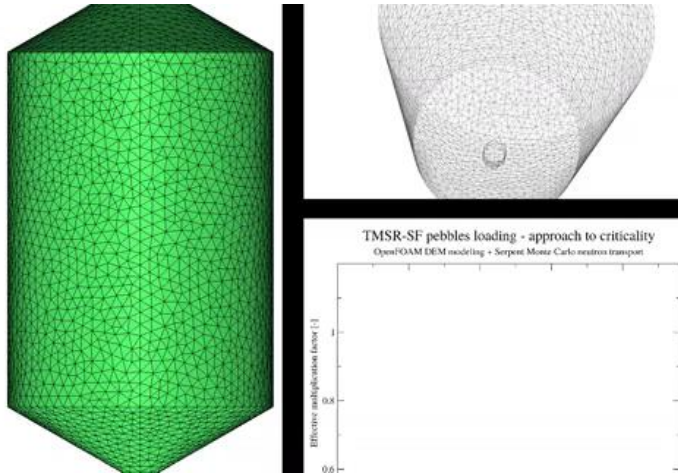 TMSR-SF pebbles loading - approach to criticality
OpenFOAM DEM modeling + Serpent Monte Carlo neutron transport
Effective multiplication factor [-]
1
0.8
0.6